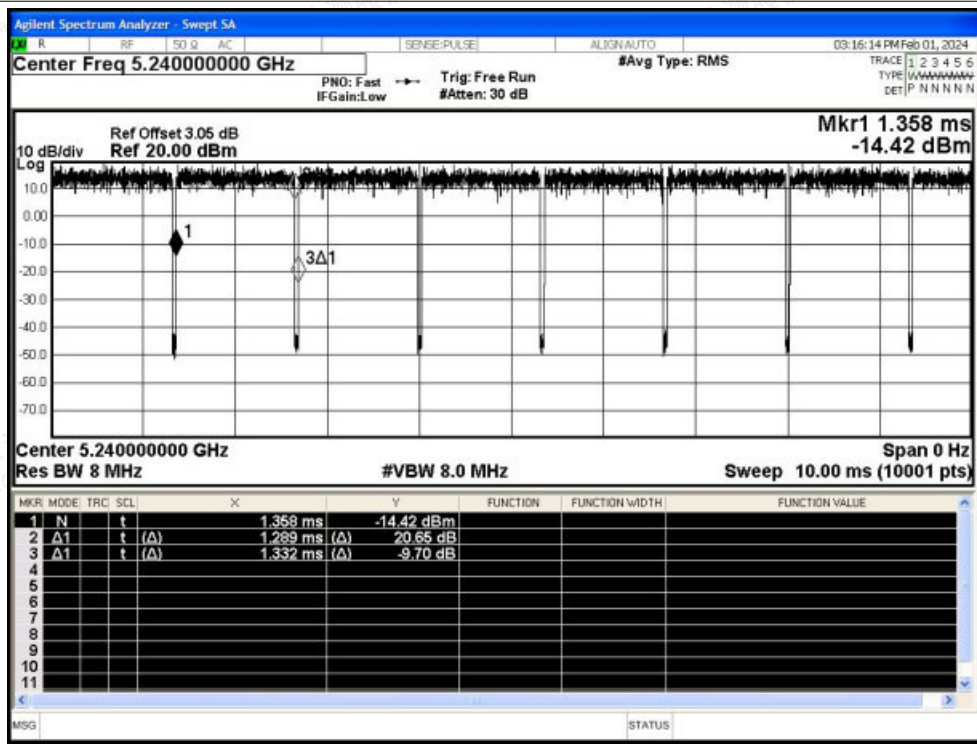 Agilent Spectrum Analyzer - Swept SA
LXI R RF 50 Ω AC SENSE:PULSE ALIGN AUTO 03:16:14 PM Feb 01, 2024
Center Freq 5.240000000 GHz #Avg Type: RMS TRACE 1 2 3 4 5 6
PNO: Fast Trig: Free Run TYPE WWWWWW
IFGain:Low #Atten: 30 dB DET P N N N N N
Mkr1 1.358 ms
Ref Offset 3.05 dB
10 dB/div Ref 20.00 dBm -14.42 dBm
Log
10.0
0.00
1
-10.0
3Δ1
-20.0
-30.0
-40.0
-50.0
-60.0
-70.0
Center 5.240000000 GHz Span 0 Hz
Res BW 8 MHz #VBW 8.0 MHz Sweep 10.00 ms (10001 pts)
MKR MODE TRC SCL X Y FUNCTION FUNCTION WIDTH FUNCTION VALUE
1 N t 1.358 ms -14.42 dBm
2 Δ1 t (Δ) 1.289 ms (Δ) 20.65 dB
3 Δ1 t (Δ) 1.332 ms (Δ) -9.70 dB
4
5
6
7
8
9
10
11
MSG STATUS